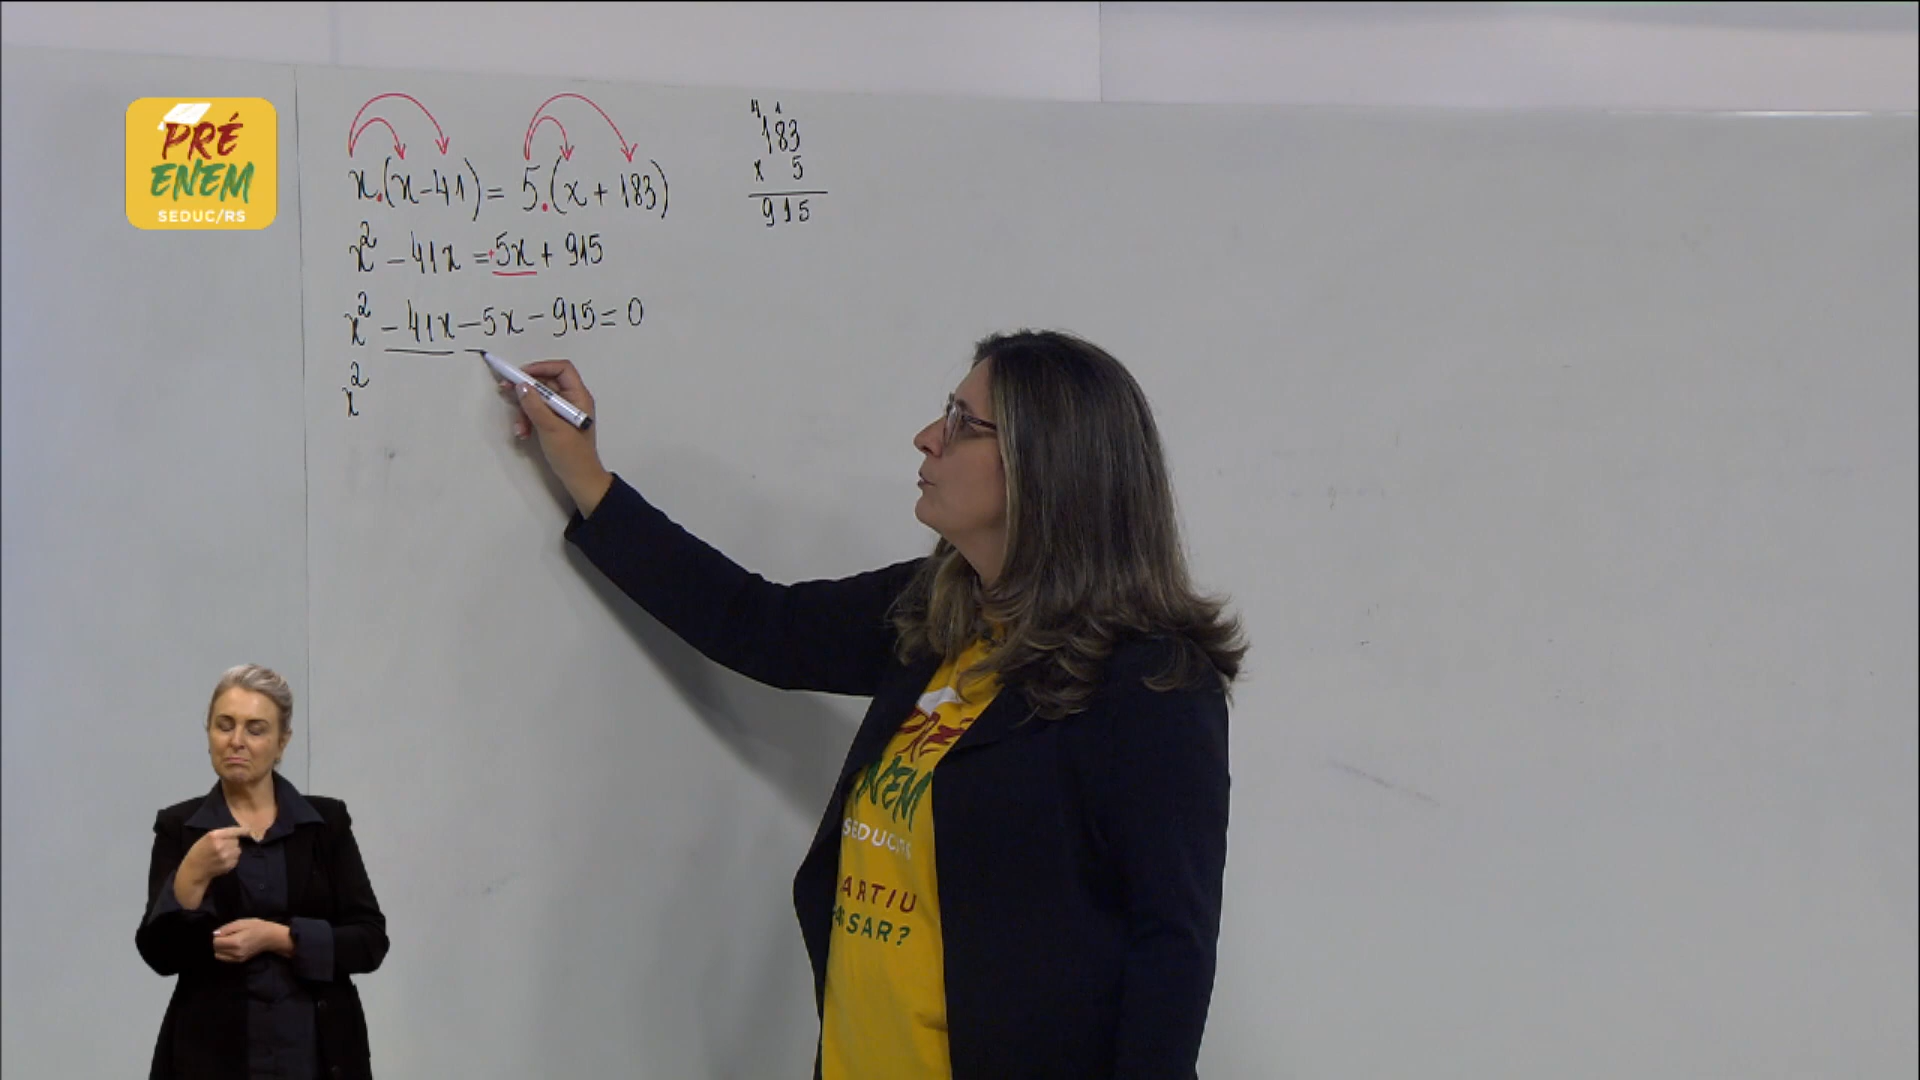 PRÉ
ENEM
SEDUC/RS
x.(x-41) = 5.(x + 183)
x² - 41x = +5x + 915
x² - 41x - 5x - 915 = 0
x²
4 1
183
x 5
915
PRÉ
ENEM
SEDUC
ARTIU
SAR?